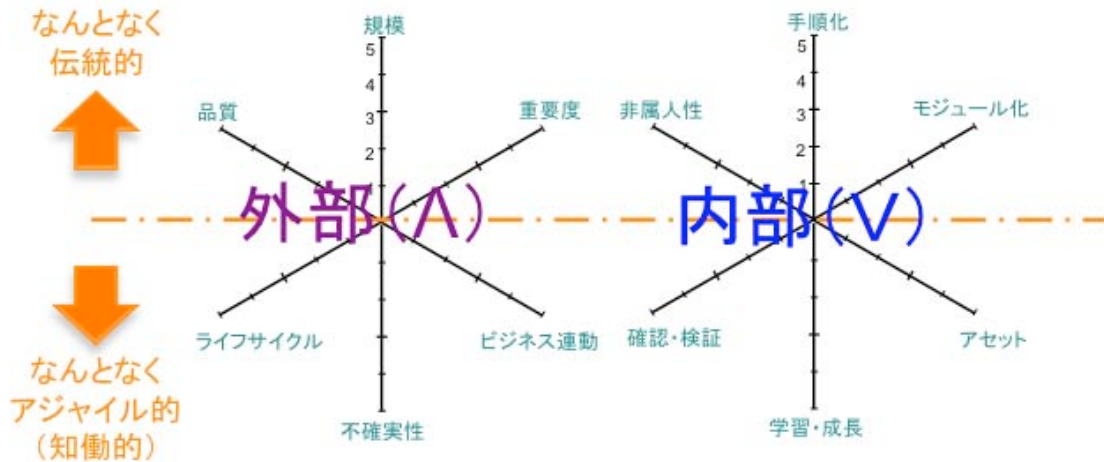 なんとなく
伝統的
規模
5
4
3
2
品質
重要度
外部(Λ)
ライフサイクル
ビジネス連動
不確実性
手順化
5
4
3
2
1
非属人性
モジュール化
内部(V)
確認・検証
アセット
学習・成長
なんとなく
アジャイル的
(知働的)